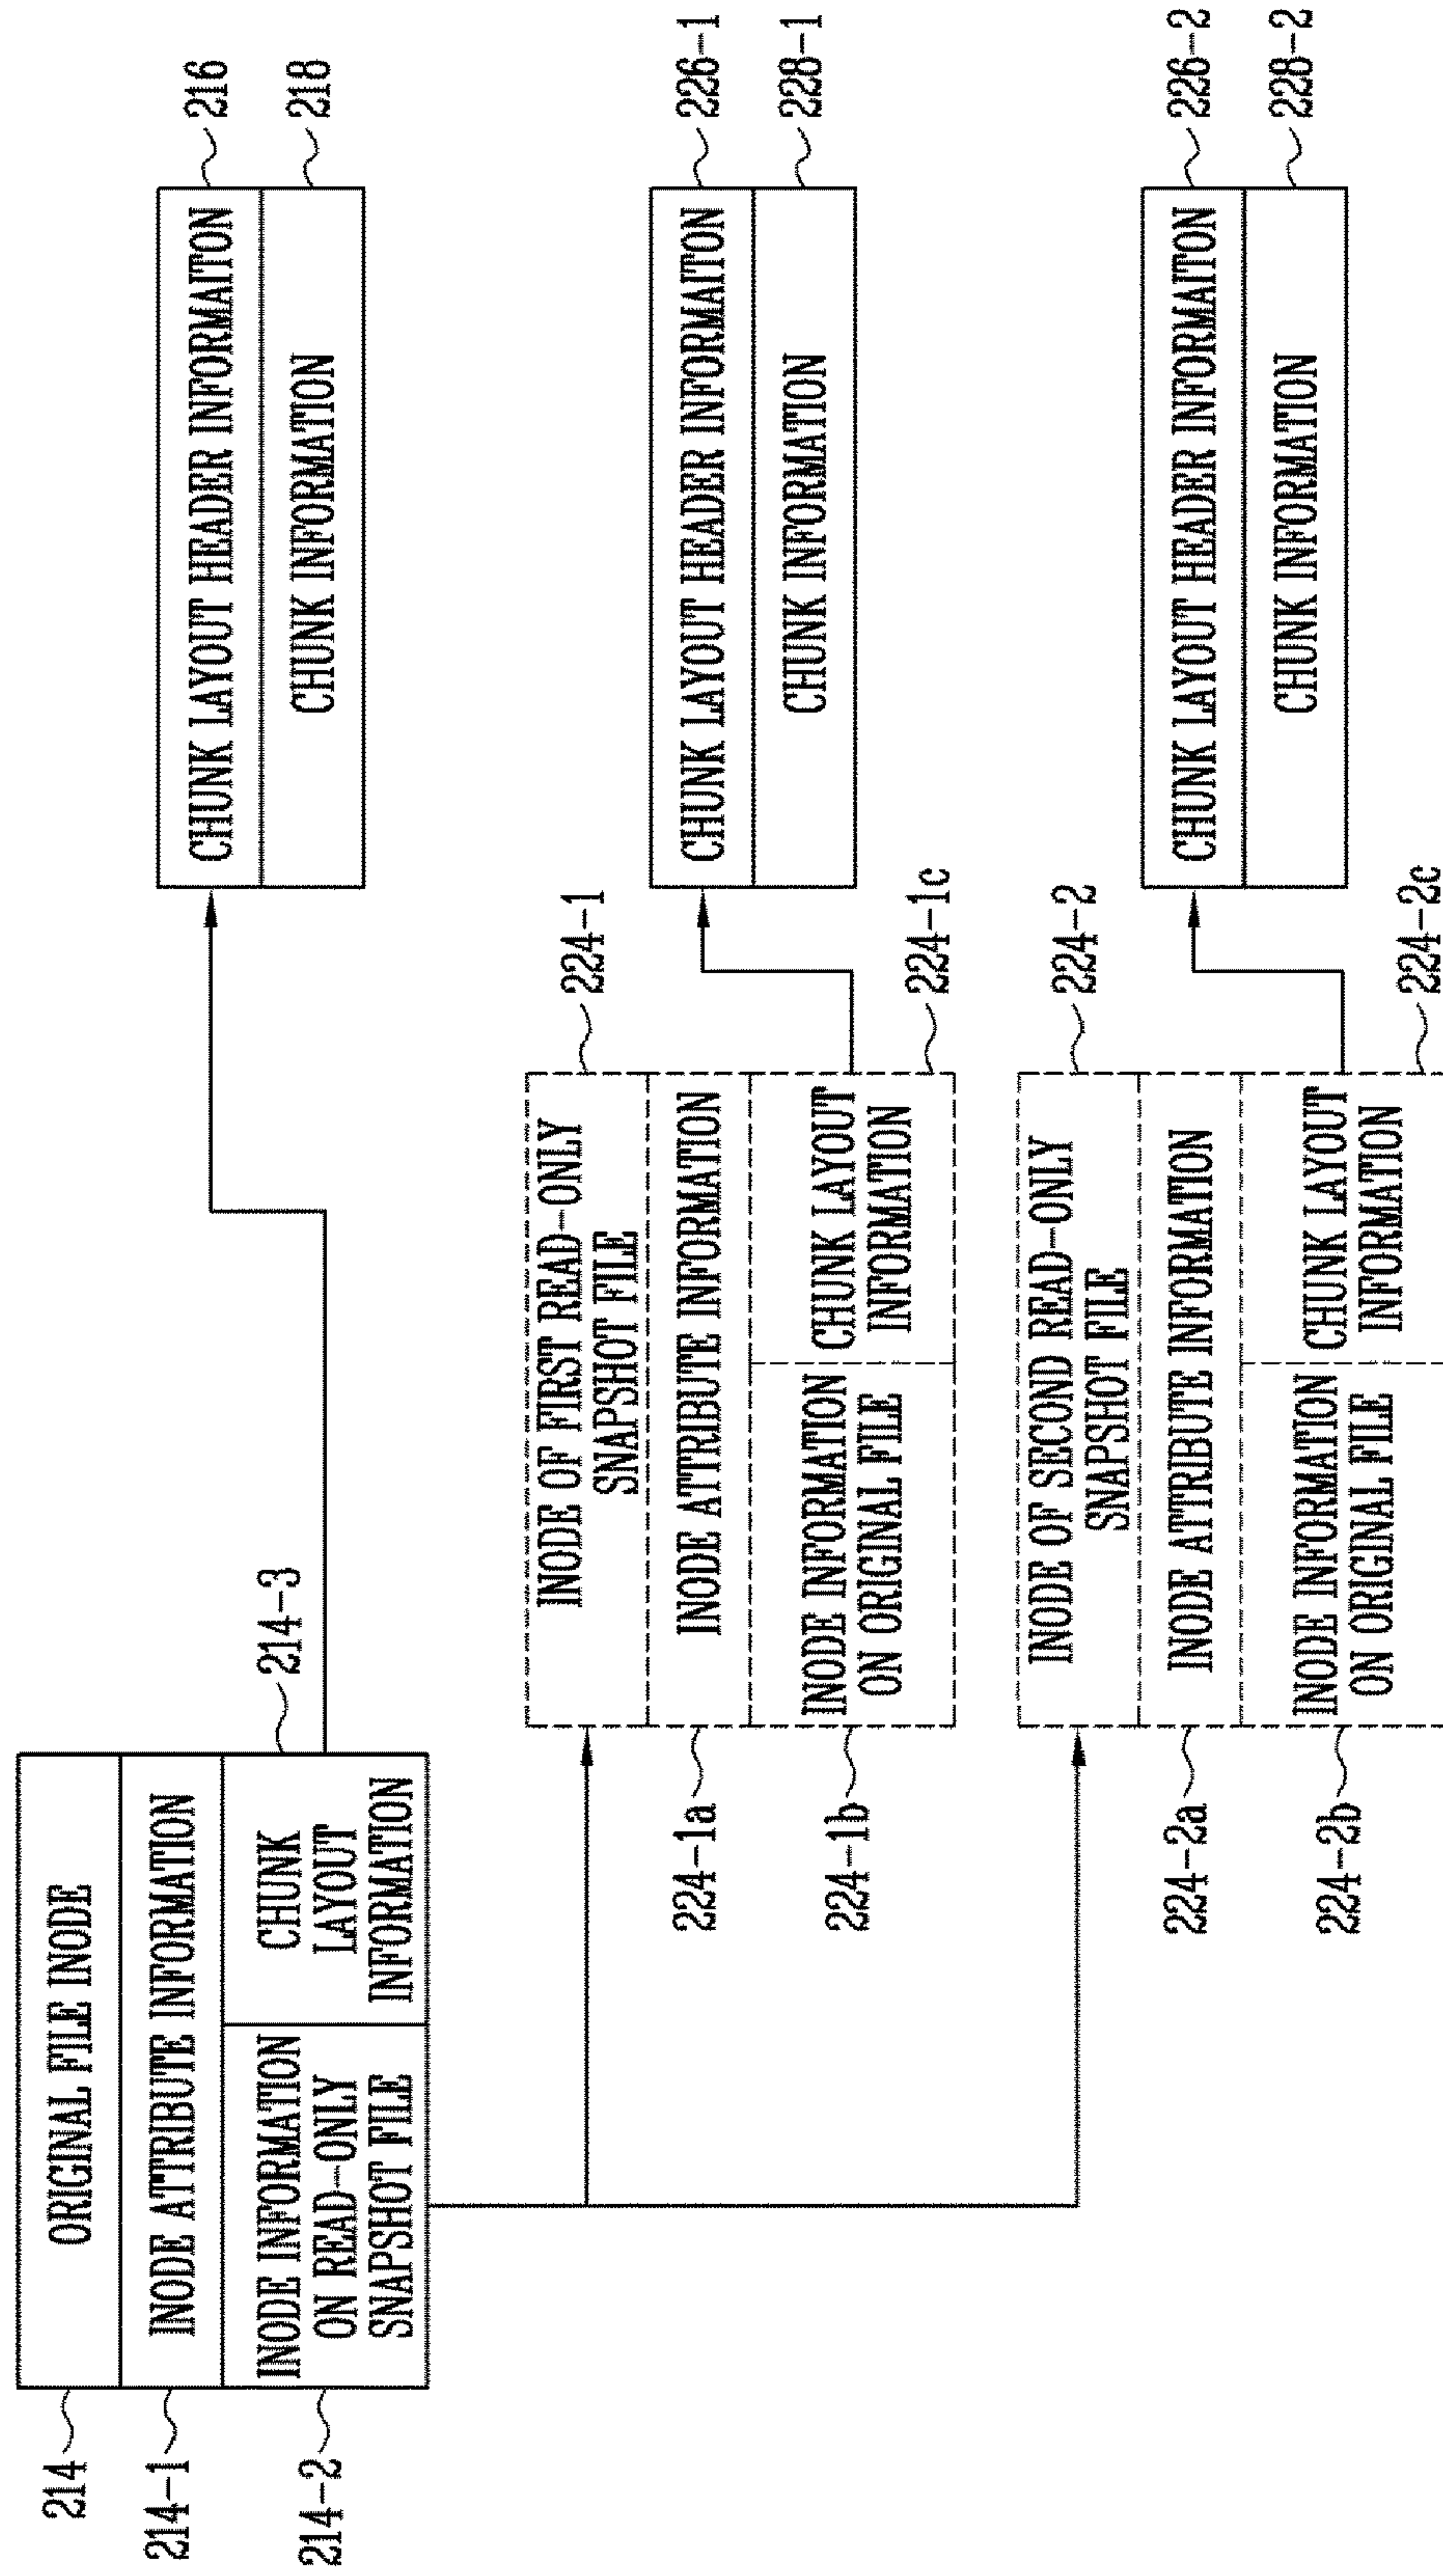 214
ORIGINAL FILE INODE
214-1
INODE ATTRIBUTE INFORMATION
214-2
INODE INFORMATION
ON READ-ONLY
SNAPSHOT FILE
CHUNK
LAYOUT
INFORMATION
214-3
CHUNK LAYOUT HEADER INFORMAITON
216
CHUNK INFORMATION
218
INODE OF FIRST READ-ONLY
SNAPSHOT FILE
224-1
224-1a
INODE ATTRIBUTE INFORMATION
224-1b
INODE INFORMATION
ON ORIGINAL FILE
CHUNK LAYOUT
INFORMATION
224-1c
CHUNK LAYOUT HEADER INFORMAITON
226-1
CHUNK INFORMATION
228-1
INODE OF SECOND READ-ONLY
SNAPSHOT FILE
224-2
224-2a
INODE ATTRIBUTE INFORMATION
224-2b
INODE INFORMATION
ON ORIGINAL FILE
CHUNK LAYOUT
INFORMATION
224-2c
CHUNK LAYOUT HEADER INFORMAITON
226-2
CHUNK INFORMATION
228-2